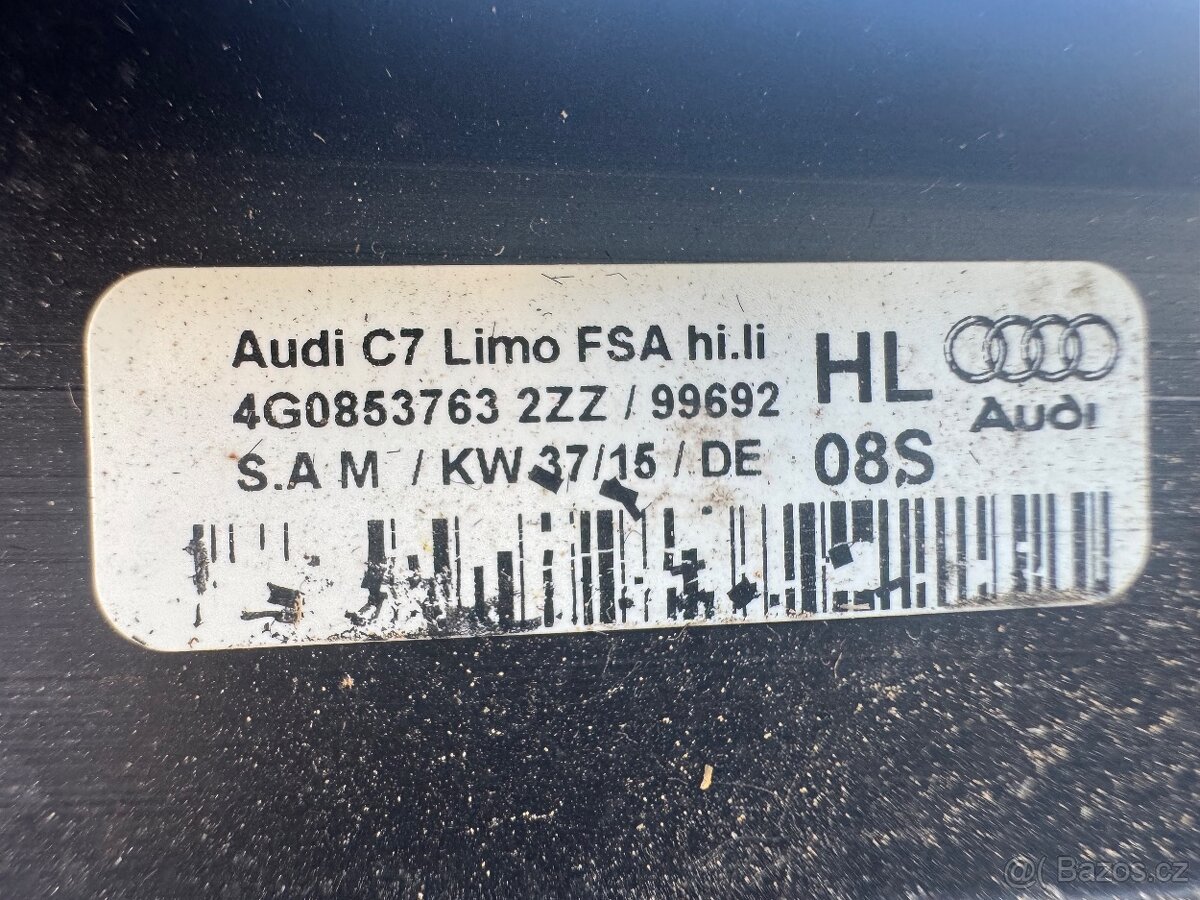 Audi C7 Limo FSA hi.li
4G0853763 2ZZ / 99692
S.A M / KW 37/15 / DE
HL
08S
Audi
@( Bazos.cz